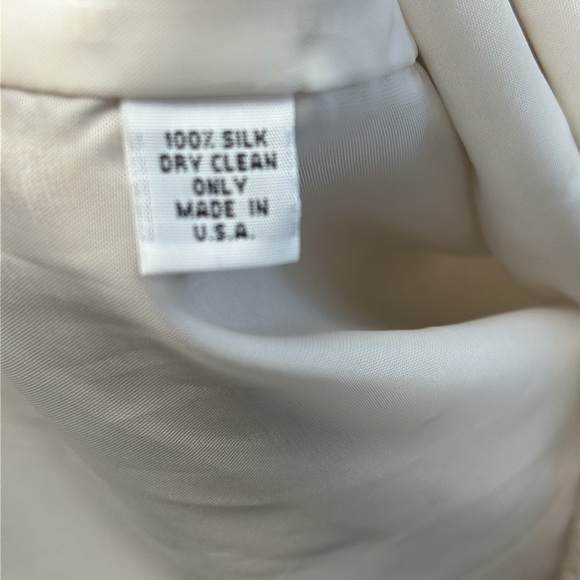 100% SILK
DRY CLEAN
ONLY
MADE IN
U.S.A.